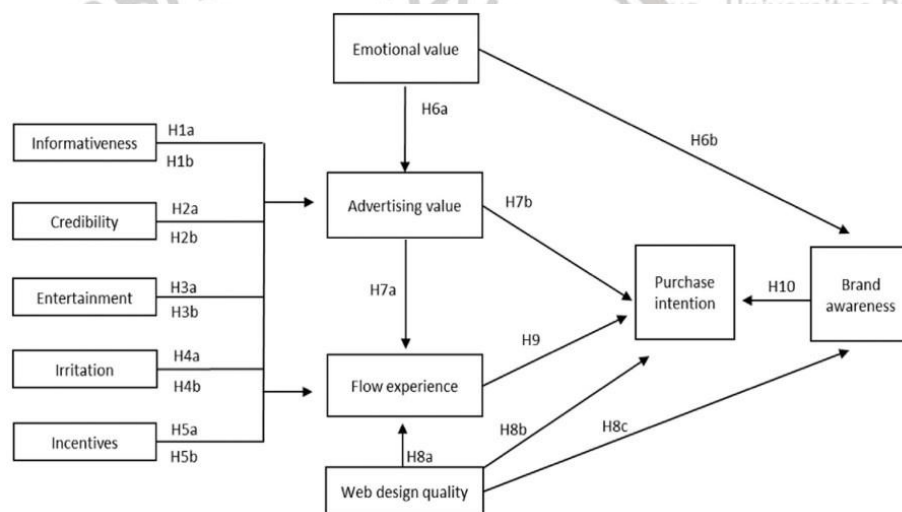 Emotional value
H6a
H6b
Informativeness
H1a
H1b
Credibility
H2a
H2b
Advertising value
H7b
Entertainment
H3a
H3b
H7a
Purchase
intention
H10
Brand
awareness
Irritation
H4a
H4b
Flow experience
H9
Incentives
H5a
H5b
H8a
H8b
H8c
Web design quality